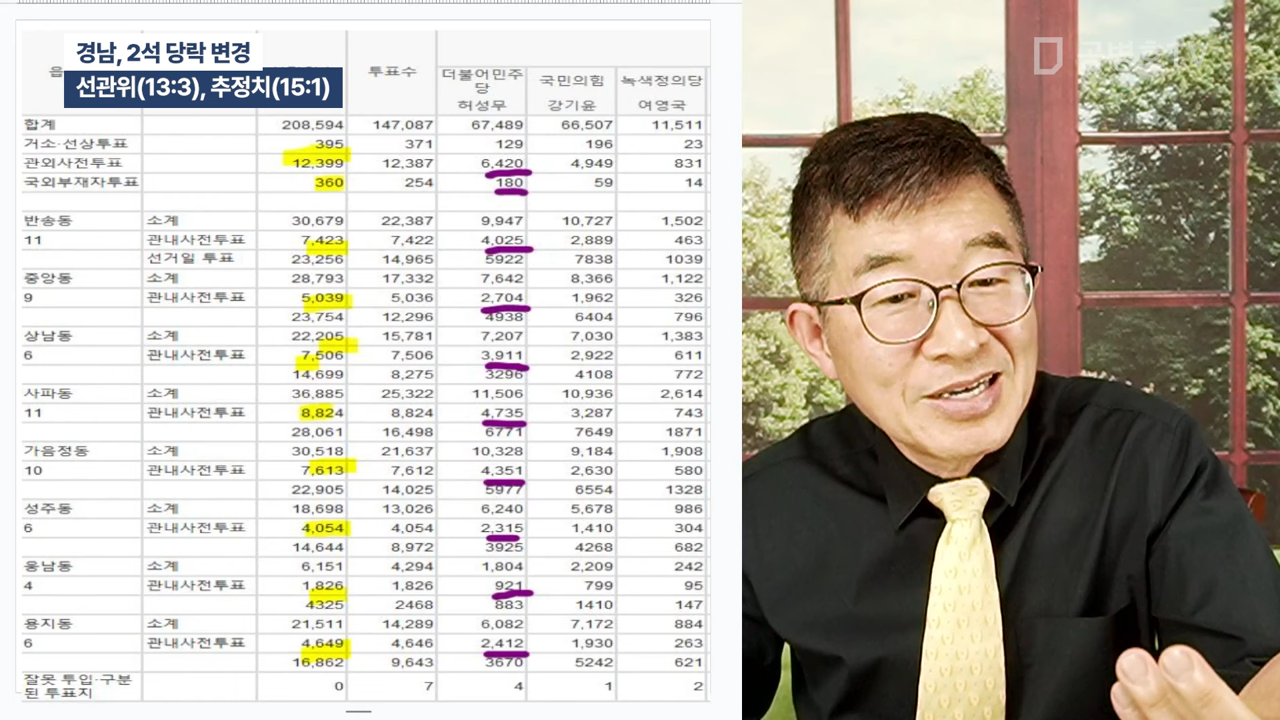 경남, 2석 당락 변경
선관위(13:3), 추정치(15:1)
투표수 더불어민주당 국민의힘 녹색정의당
허성무 강기윤 여영국
합계 208,594 147,087 67,489 66,507 11,511
거소·선상투표 395 371 129 196 23
관외사전투표 12,399 12,387 6,420 4,949 831
국외부재자투표 360 254 180 59 14
반송동 소계 30,679 22,387 9,947 10,727 1,502
11 관내사전투표 7,423 7,422 4,025 2,889 463
선거일 투표 23,256 14,965 5922 7838 1039
중앙동 소계 28,793 17,332 7,642 8,366 1,122
9 관내사전투표 5,039 5,036 2,704 1,962 326
23,754 12,296 4938 6404 796
상남동 소계 22,205 15,781 7,207 7,030 1,383
6 관내사전투표 7,506 7,506 3,911 2,922 611
14,699 8,275 3296 4108 772
사파동 소계 36,885 25,322 11,506 10,936 2,614
11 관내사전투표 8,824 8,824 4,735 3,287 743
28,061 16,498 6771 7649 1871
가음정동 소계 30,518 21,637 10,328 9,184 1,908
10 관내사전투표 7,613 7,612 4,351 2,630 580
22,905 14,025 5977 6554 1328
성주동 소계 18,698 13,026 6,240 5,678 986
6 관내사전투표 4,054 4,054 2,315 1,410 304
14,644 8,972 3925 4268 682
웅남동 소계 6,151 4,294 1,804 2,209 242
4 관내사전투표 1,826 1,826 921 799 95
4325 2468 883 1410 147
용지동 소계 21,511 14,289 6,082 7,172 884
6 관내사전투표 4,649 4,646 2,412 1,930 263
16,862 9,643 3670 5242 621
잘못 투입·구분
된 투표지 0 7 4 1 2